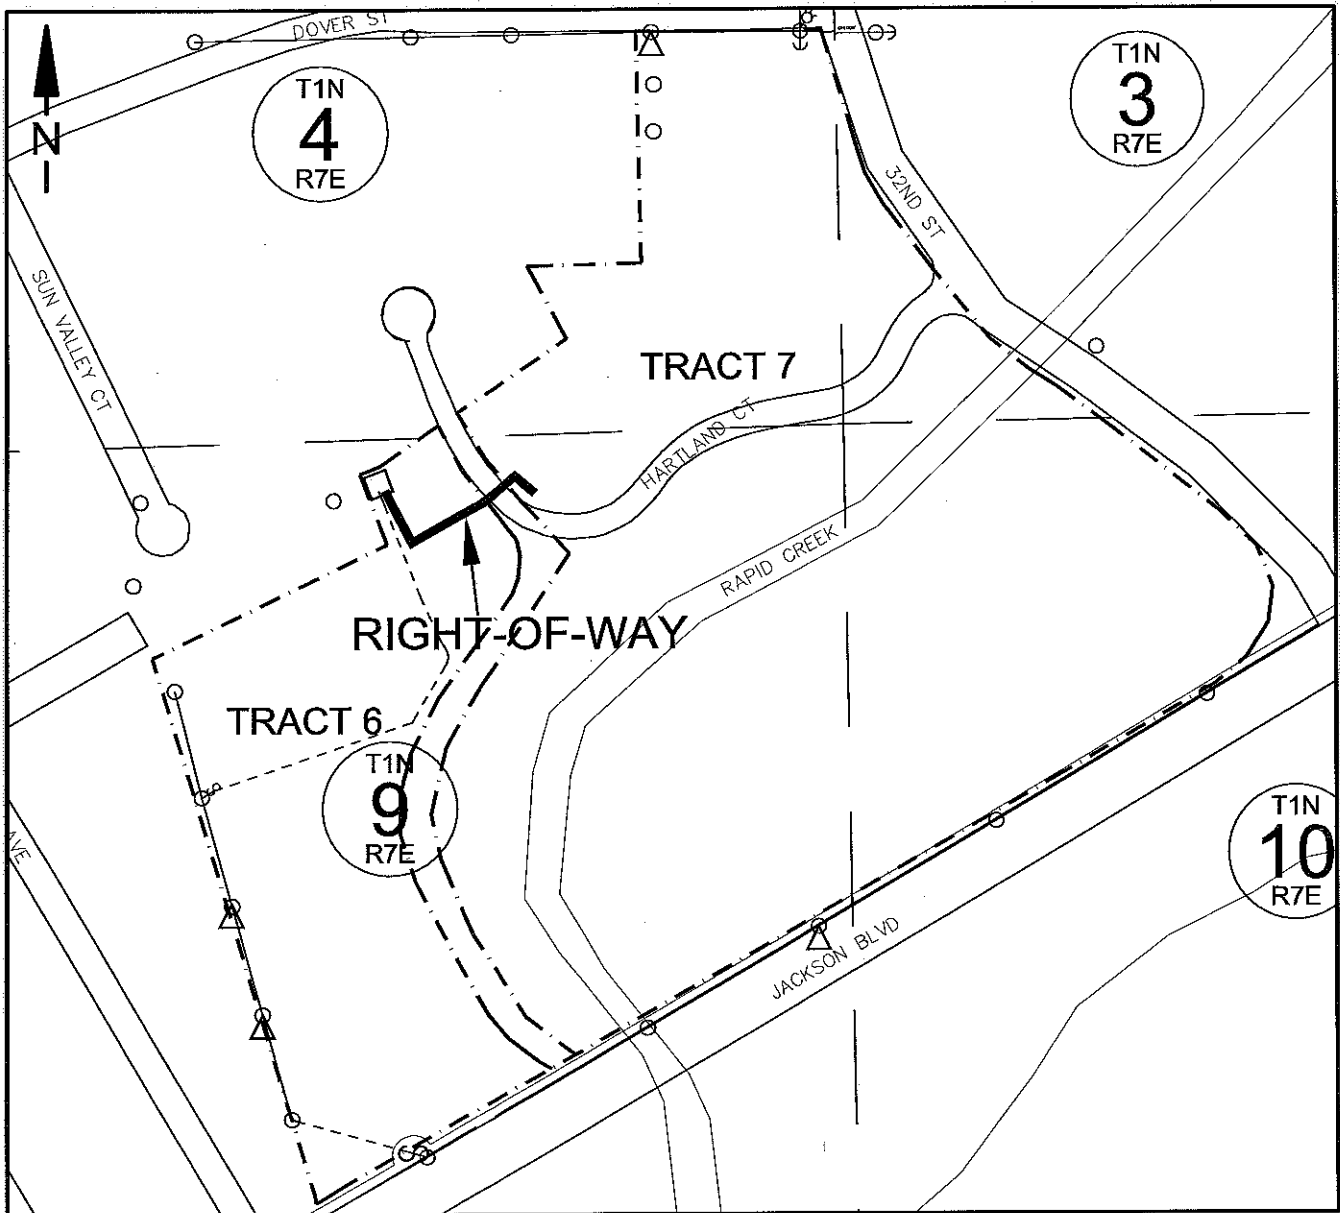 DOVER ST
T1N
4
R7E
T1N
3
R7E
N
32ND ST
SUN VALLEY CT
TRACT 7
HARTLAND CT
RAPID CREEK
RIGHT-OF-WAY
TRACT 6
T1N
9
R7E
AVE
T1N
10
R7E
JACKSON BLVD